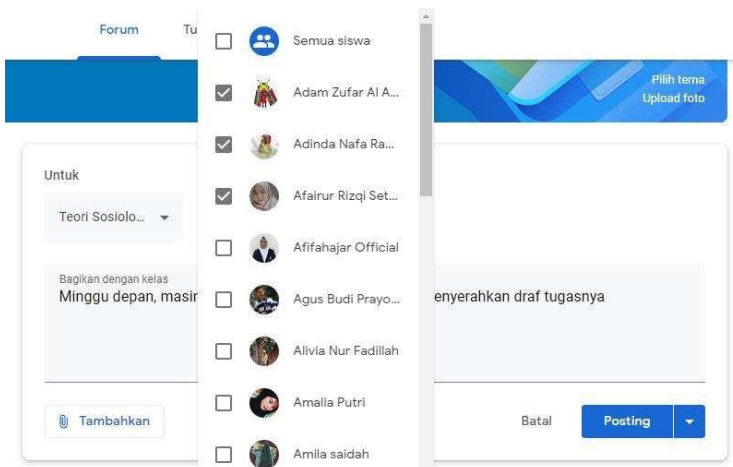 Forum
Tu
Pilih tema
Upload foto
Untuk
Teori Sosiolo...
Semua siswa
Adam Zufar Al A...
Adinda Nafa Ra...
Afairur Rizqi Set...
Afifahajar Official
Agus Budi Prayo...
Alivia Nur Fadillah
Amalia Putri
Amila saidah
Bagikan dengan kelas
Minggu depan, masin enyerahkan draf tugasnya
Tambahkan
Batal
Posting